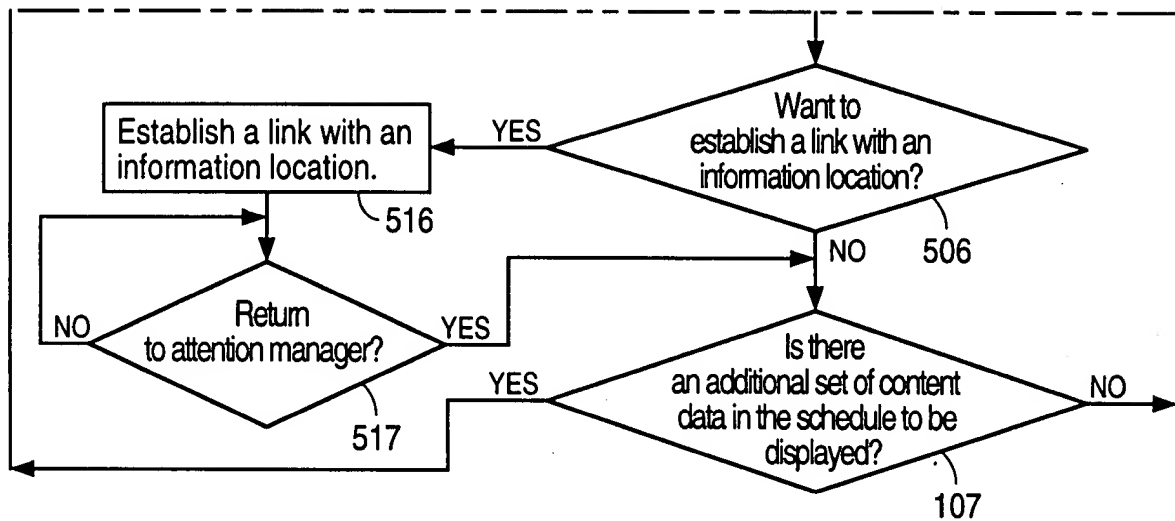 Want to
establish a link with an
information location?
YES
Establish a link with an
information location.
516
506
NO
Return
to attention manager?
NO
YES
517
Is there
an additional set of content
data in the schedule to be
displayed?
YES
NO
107